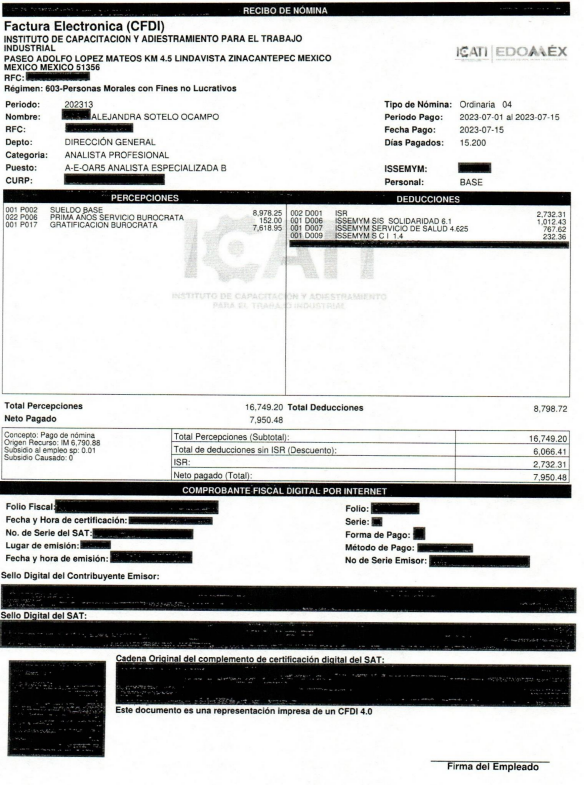 RECIBO DE NÓMINA
Factura Electronica (CFDI)
INSTITUTO DE CAPACITACION Y ADIESTRAMIENTO PARA EL TRABAJO
INDUSTRIAL
PASEO ADOLFO LOPEZ MATEOS KM 4.5 LINDAVISTA ZINACANTEPEC MEXICO
MEXICO MEXICO 51356
RFC:
Régimen: 603-Personas Morales con Fines no Lucrativos
ICATI EDOMÉX
Periodo: 202313
Nombre: ALEJANDRA SOTELO OCAMPO
RFC:
Depto: DIRECCIÓN GENERAL
Categoria: ANALISTA PROFESIONAL
Puesto: A-E-OAR5 ANALISTA ESPECIALIZADA B
CURP:
Tipo de Nómina: Ordinaria 04
Periodo Pago: 2023-07-01 al 2023-07-15
Fecha Pago: 2023-07-15
Días Pagados: 15.200
ISSEMYM:
Personal: BASE
PERCEPCIONES
001 P002 SUELDO BASE 8,978.25
022 P006 PRIMA AÑOS SERVICIO BUROCRATA 152.00
001 P017 GRATIFICACION BUROCRATA 7,618.95
DEDUCCIONES
002 D001 ISR 2,732.31
001 D006 ISSEMYM SIS SOLIDARIDAD 6.1 1,012.43
001 D007 ISSEMYM SERVICIO DE SALUD 4.625 767.62
001 D009 ISSEMYM S C I 1.4 232.36
ICATI
INSTITUTO DE CAPACITACIÓN Y ADIESTRAMIENTO
PARA EL TRABAJO INDUSTRIAL
Total Percepciones 16,749.20 Total Deducciones 8,798.72
Neto Pagado 7,950.48
Concepto: Pago de nómina
Origen Recurso: IM 6,790.88
Subsidio al empleo sp: 0.01
Subsidio Causado: 0
Total Percepciones (Subtotal): 16,749.20
Total de deducciones sin ISR (Descuento): 6,066.41
ISR: 2,732.31
Neto pagado (Total): 7,950.48
COMPROBANTE FISCAL DIGITAL POR INTERNET
Folio Fiscal:
Fecha y Hora de certificación:
No. de Serie del SAT:
Lugar de emisión:
Fecha y hora de emisión:
Folio:
Serie:
Forma de Pago:
Método de Pago:
No de Serie Emisor:
Sello Digital del Contribuyente Emisor:
Sello Digital del SAT:
Cadena Original del complemento de certificación digital del SAT:
Este documento es una representación impresa de un CFDI 4.0
Firma del Empleado